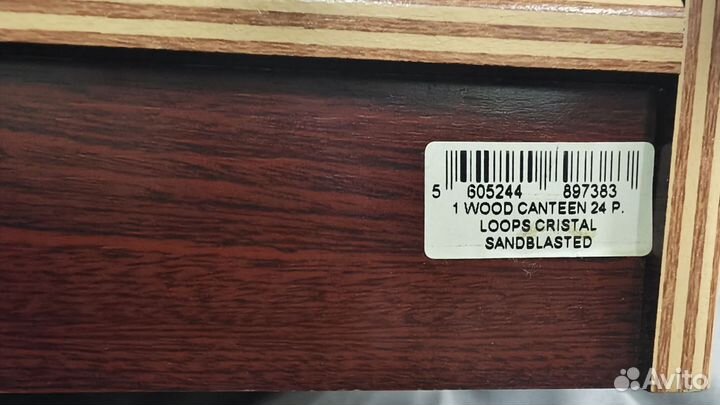 5 605244 897383
1 WOOD CANTEEN 24 P.
LOOPS CRISTAL
SANDBLASTED
Avito